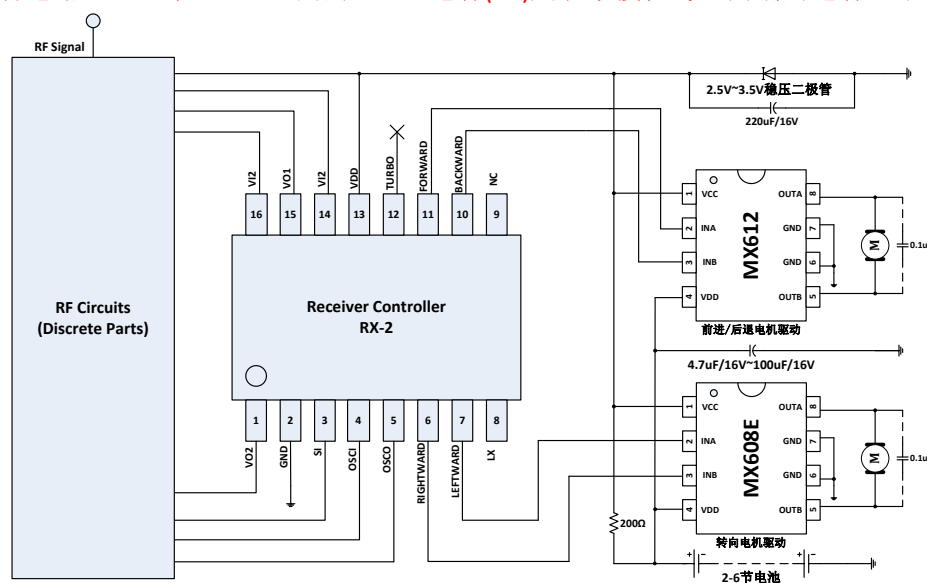 RF Signal
2.5V~3.5V稳压二极管
220uF/16V
VI2
VO1
VI2
VDD
TURBO
FORWARD
BACKWARD
NC
16
15
14
13
12
11
10
9
RF Circuits
(Discrete Parts)
Receiver Controller
RX-2
1
2
3
4
5
6
7
8
VO2
GND
SI
OSCI
OSCO
RIGHTWARD
LEFTWARD
LX
1
VCC
OUTA
8
2
INA
GND
7
MX612
3
INB
GND
6
4
VDD
OUTB
5
M
0.1u
前进/后退电机驱动
4.7uF/16V~100uF/16V
1
VCC
OUTA
8
2
INA
GND
7
MX608E
3
INB
GND
6
4
VDD
OUTB
5
M
0.1u
转向电机驱动
200Ω
+ -
+ -
2-6节电池